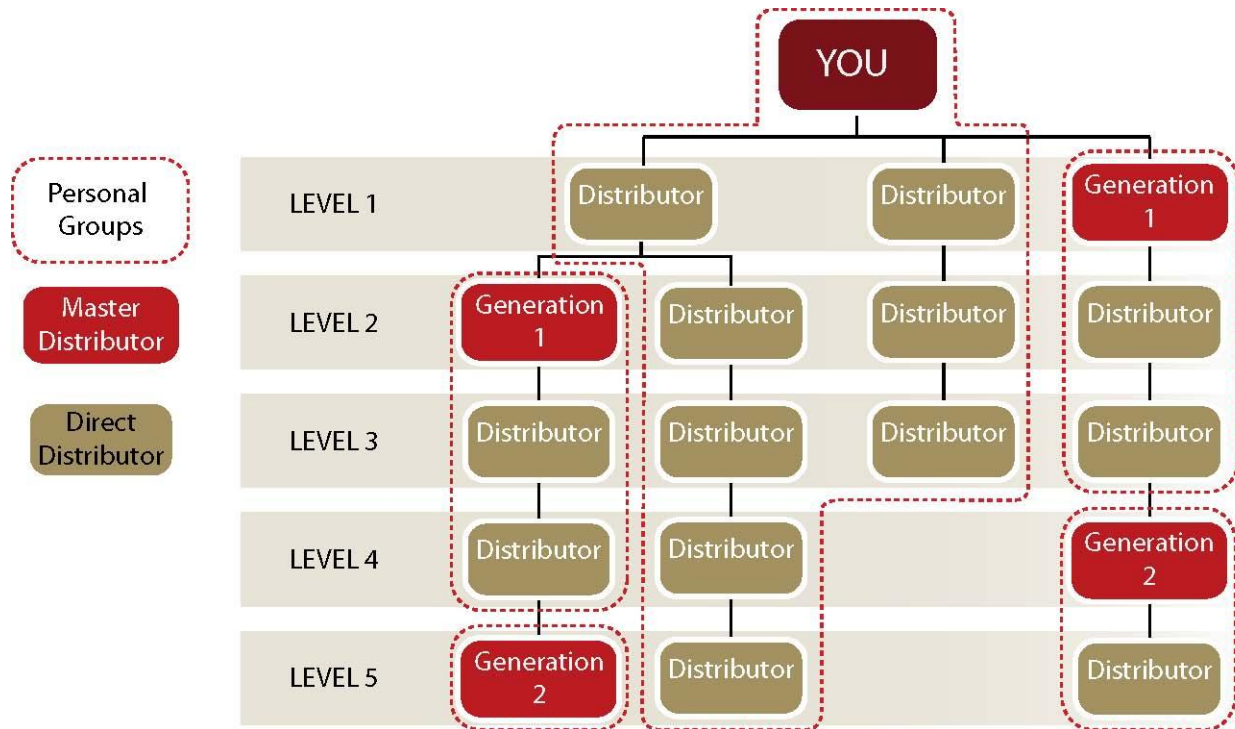 YOU
Personal
Groups
Master
Distributor
Direct
Distributor
LEVEL 1
Distributor
Distributor
Generation
1
LEVEL 2
Generation
1
Distributor
Distributor
Distributor
LEVEL 3
Distributor
Distributor
Distributor
Distributor
LEVEL 4
Distributor
Distributor
Generation
2
LEVEL 5
Generation
2
Distributor
Distributor